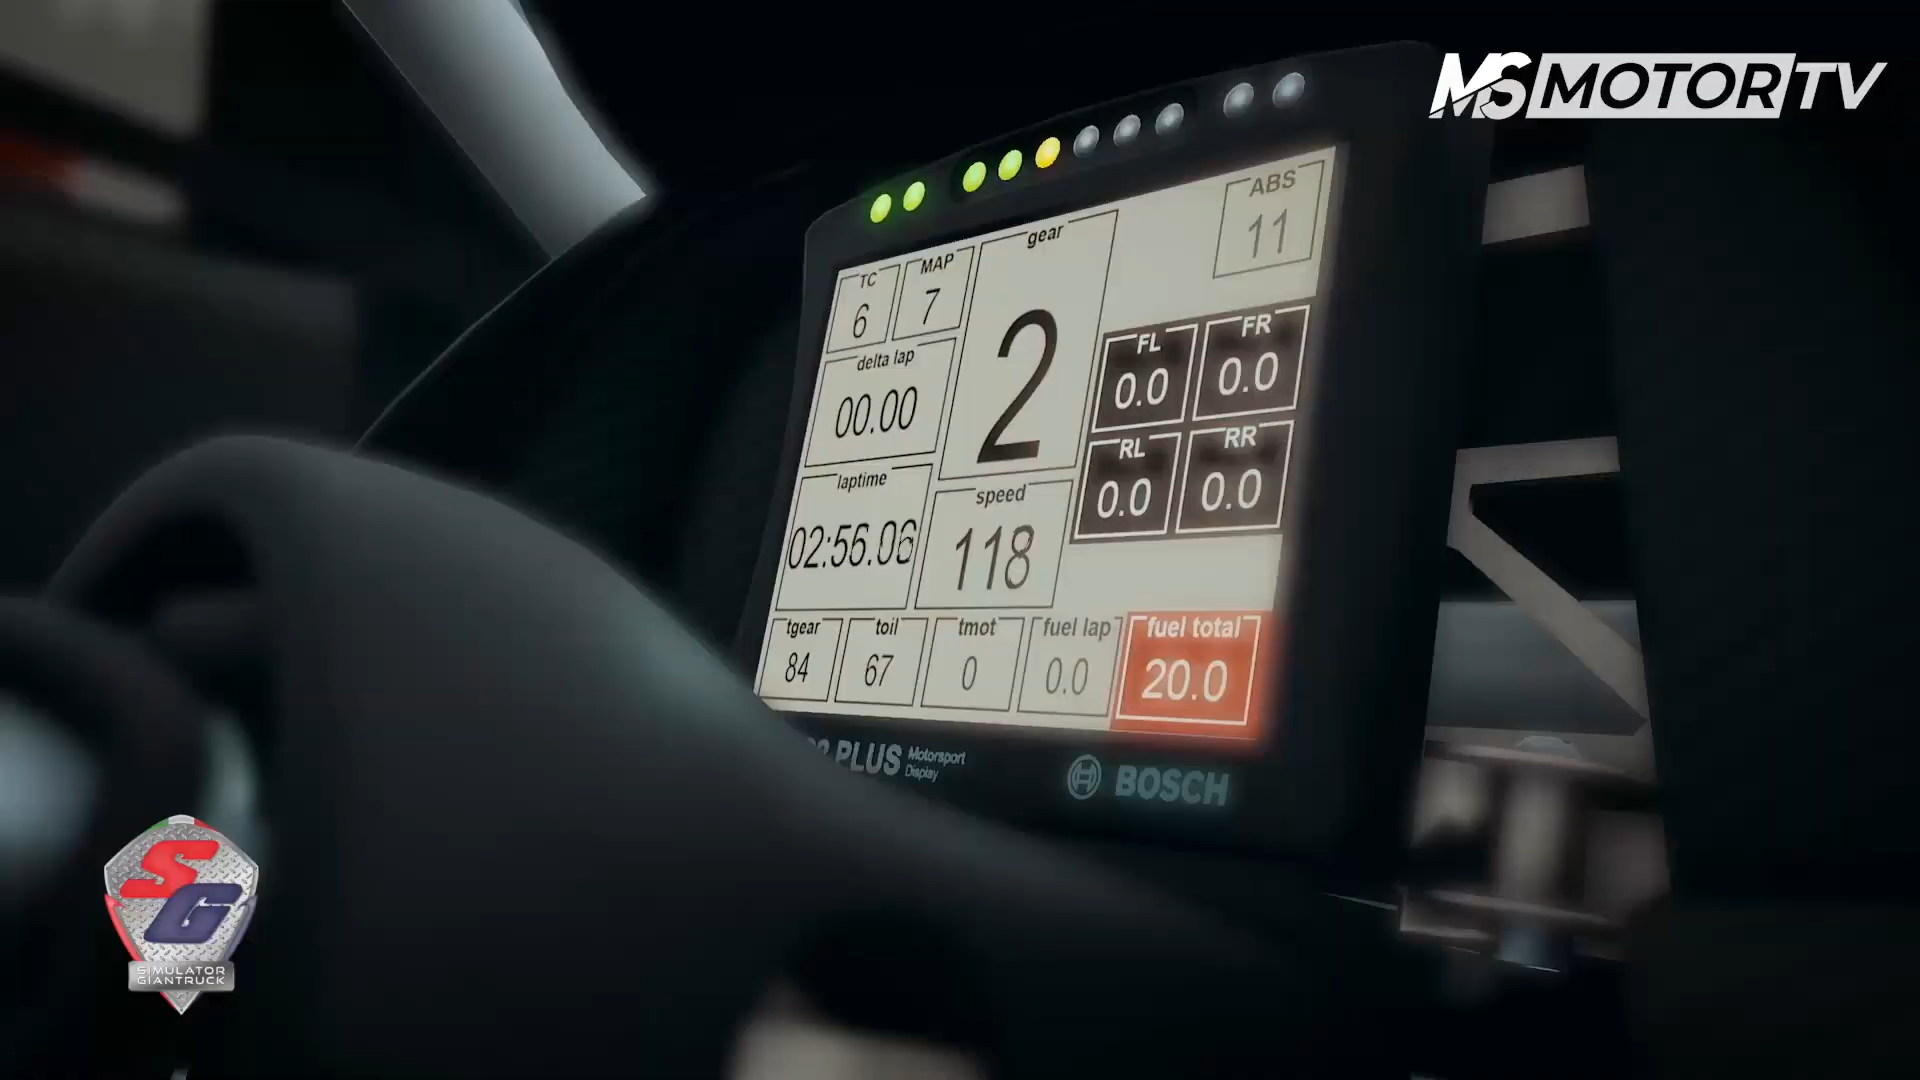 MS MOTORTV
ABS
11
gear
2
TC
6
MAP
7
FL
0.0
FR
0.0
delta lap
00.00
RL
0.0
RR
0.0
laptime
02:56.06
speed
118
tgear
84
toil
67
tmot
0
fuel lap
0.0
fuel total
20.0
PLUS Motorsport
Display
BOSCH
SG
SIMULATOR
GIANTRUCK